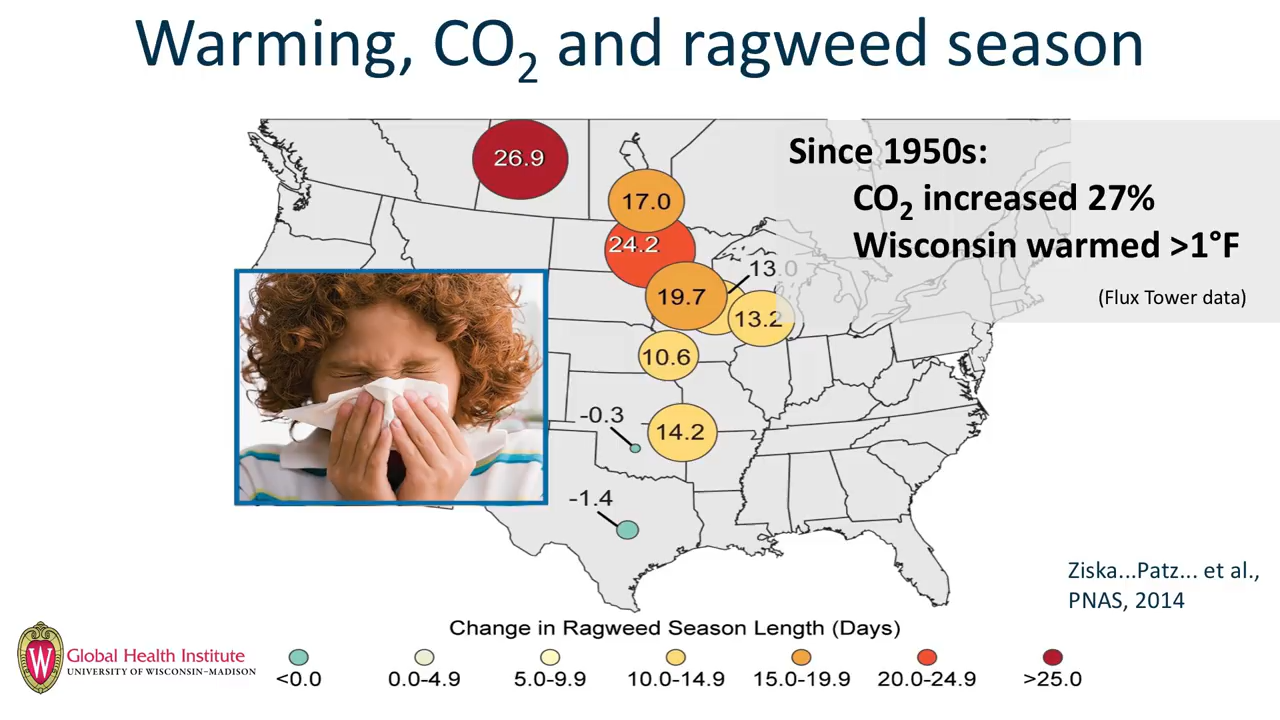 Warming, CO₂ and ragweed season
Since 1950s:
CO₂ increased 27%
Wisconsin warmed >1°F
(Flux Tower data)
26.9
17.0
24.2
13.0
19.7
13.2
10.6
-0.3
14.2
-1.4
Ziska...Patz... et al.,
PNAS, 2014
Change in Ragweed Season Length (Days)
<0.0 0.0-4.9 5.0-9.9 10.0-14.9 15.0-19.9 20.0-24.9 >25.0
W
Global Health Institute
UNIVERSITY OF WISCONSIN-MADISON